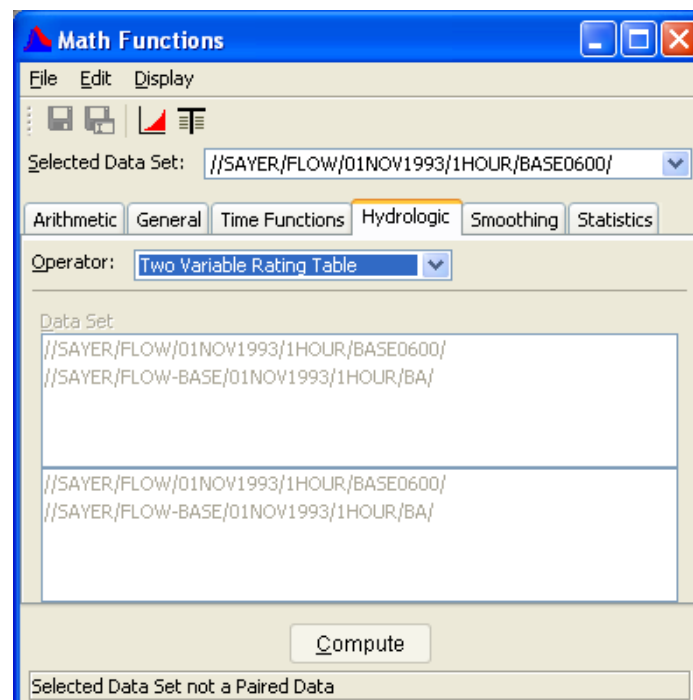 Math Functions
File Edit Display
Selected Data Set: //SAYER/FLOW/01NOV1993/1HOUR/BASE0600/
Arithmetic General Time Functions Hydrologic Smoothing Statistics
Operator: Two Variable Rating Table
Data Set
//SAYER/FLOW/01NOV1993/1HOUR/BASE0600/
//SAYER/FLOW-BASE/01NOV1993/1HOUR/BA/
//SAYER/FLOW/01NOV1993/1HOUR/BASE0600/
//SAYER/FLOW-BASE/01NOV1993/1HOUR/BA/
Compute
Selected Data Set not a Paired Data